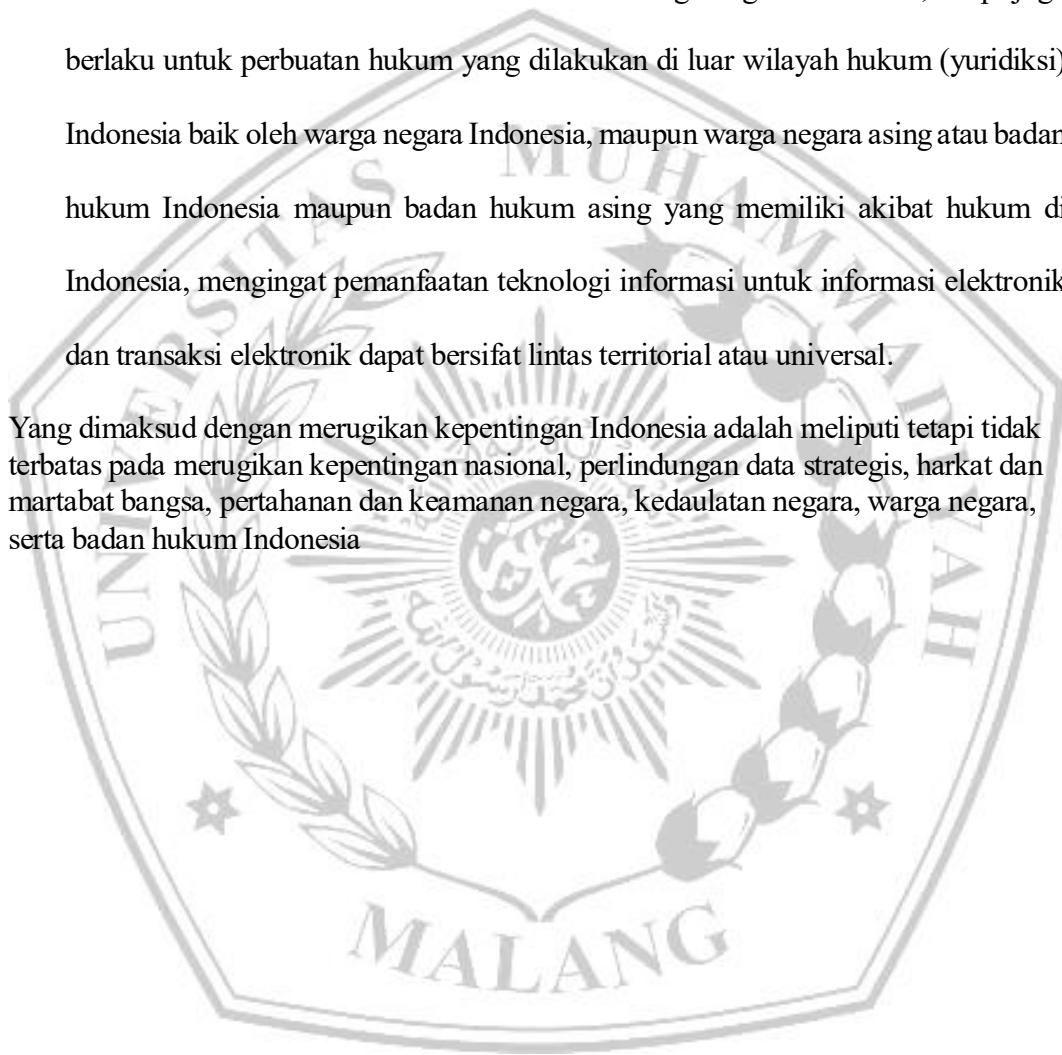 berlaku untuk perbuatan hukum yang dilakukan di luar wilayah hukum (yuridiksi)
Indonesia baik oleh warga negara Indonesia, maupun warga negara asing atau badan
hukum Indonesia maupun badan hukum asing yang memiliki akibat hukum di
Indonesia, mengingat pemanfaatan teknologi informasi untuk informasi elektronik
dan transaksi elektronik dapat bersifat lintas territorial atau universal.
Yang dimaksud dengan merugikan kepentingan Indonesia adalah meliputi tetapi tidak
terbatas pada merugikan kepentingan nasional, perlindungan data strategis, harkat dan
martabat bangsa, pertahanan dan keamanan negara, kedaulatan negara, warga negara,
serta badan hukum Indonesia
UNIVERSITAS MUHAMMADIYAH
MALANG